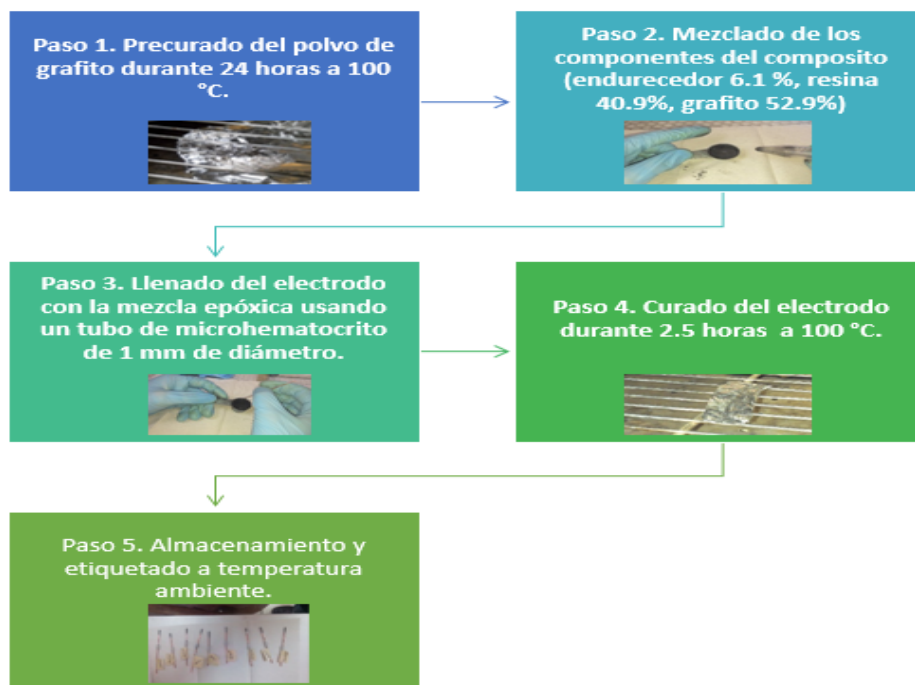 Paso 1. Precurado del polvo de
grafito durante 24 horas a 100
°C.
Paso 2. Mezclado de los
componentes del composito
(endurecedor 6.1 %, resina
40.9%, grafito 52.9%)
Paso 3. Llenado del electrodo
con la mezcla epóxica usando
un tubo de microhematocrito
de 1 mm de diámetro.
Paso 4. Curado del electrodo
durante 2.5 horas a 100 °C.
Paso 5. Almacenamiento y
etiquetado a temperatura
ambiente.